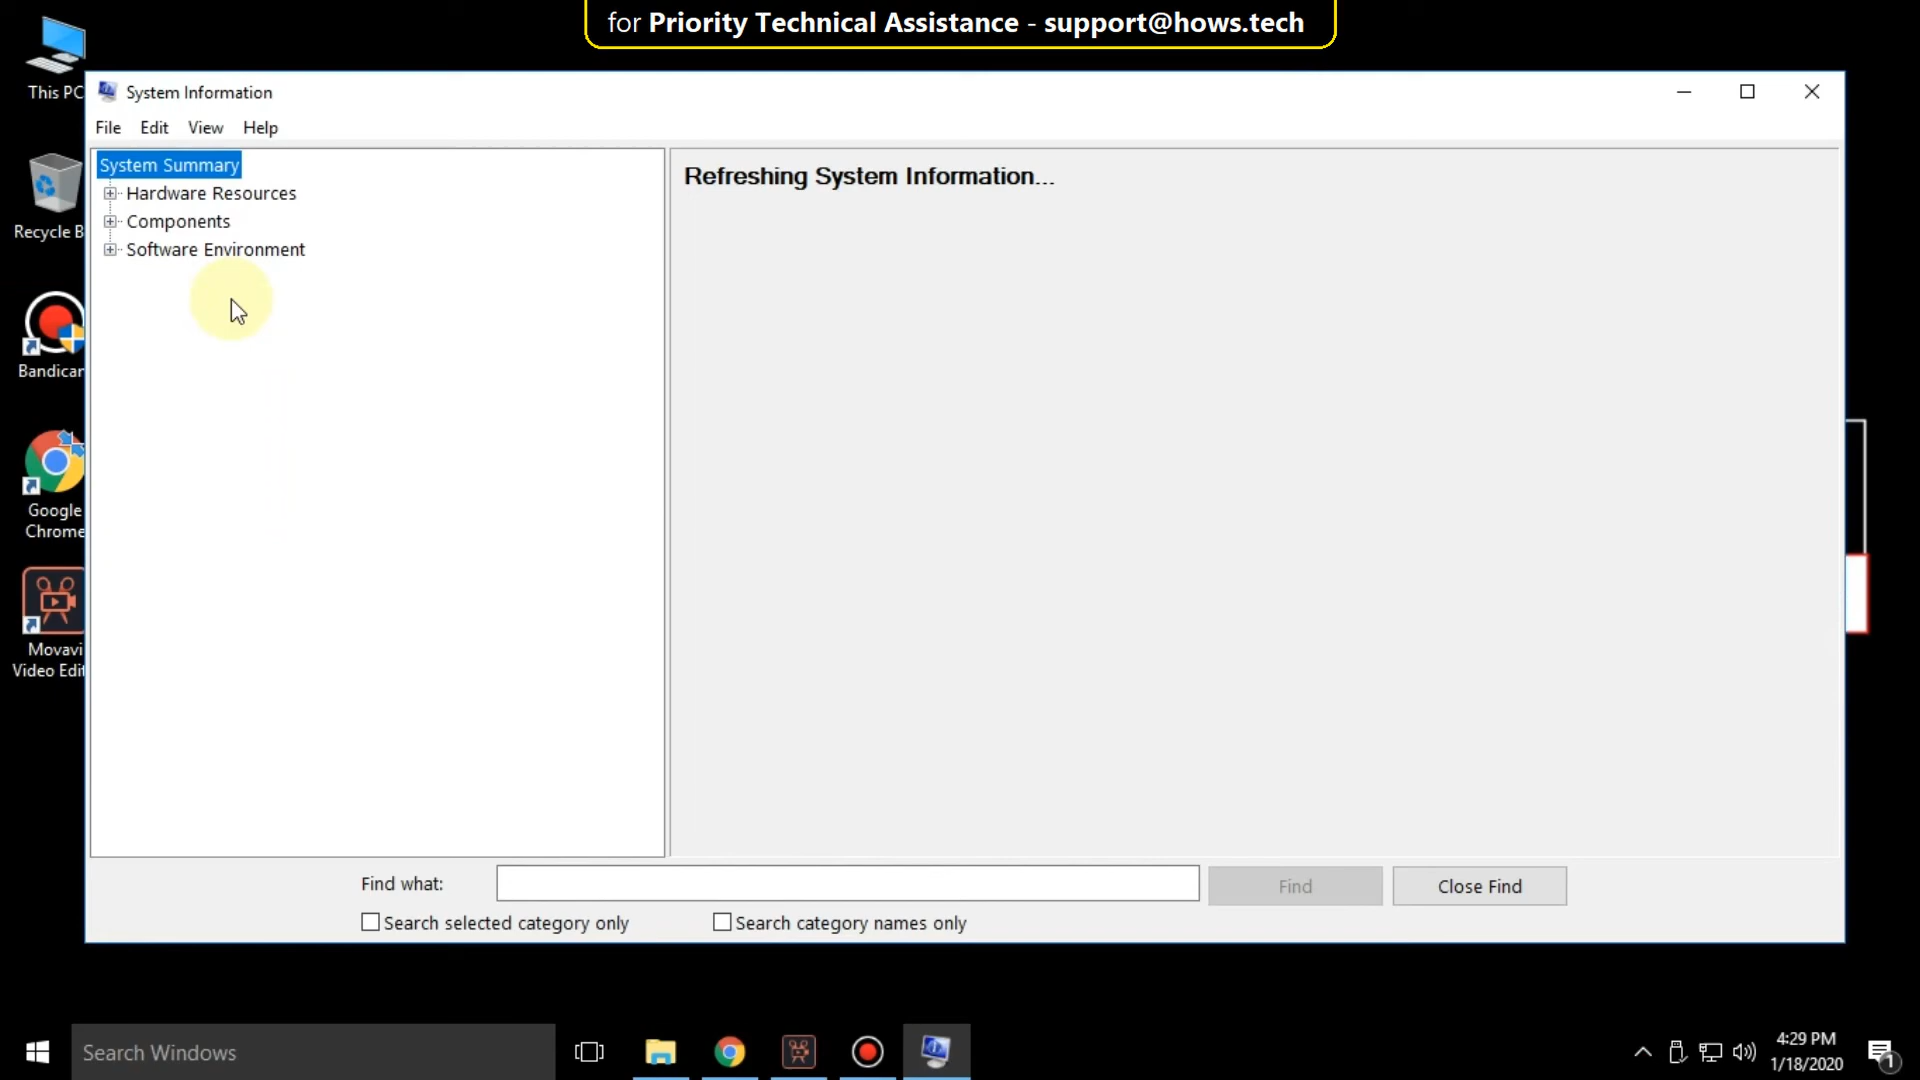 for Priority Technical Assistance - support@hows.tech
This PC
System Information
File Edit View Help
System Summary
Hardware Resources
Components
Software Environment
Refreshing System Information...
Recycle B
Bandicam
Google
Chrome
Movavi
Video Edit
Find what:
Find
Close Find
Search selected category only
Search category names only
Search Windows
4:29 PM
1/18/2020
1